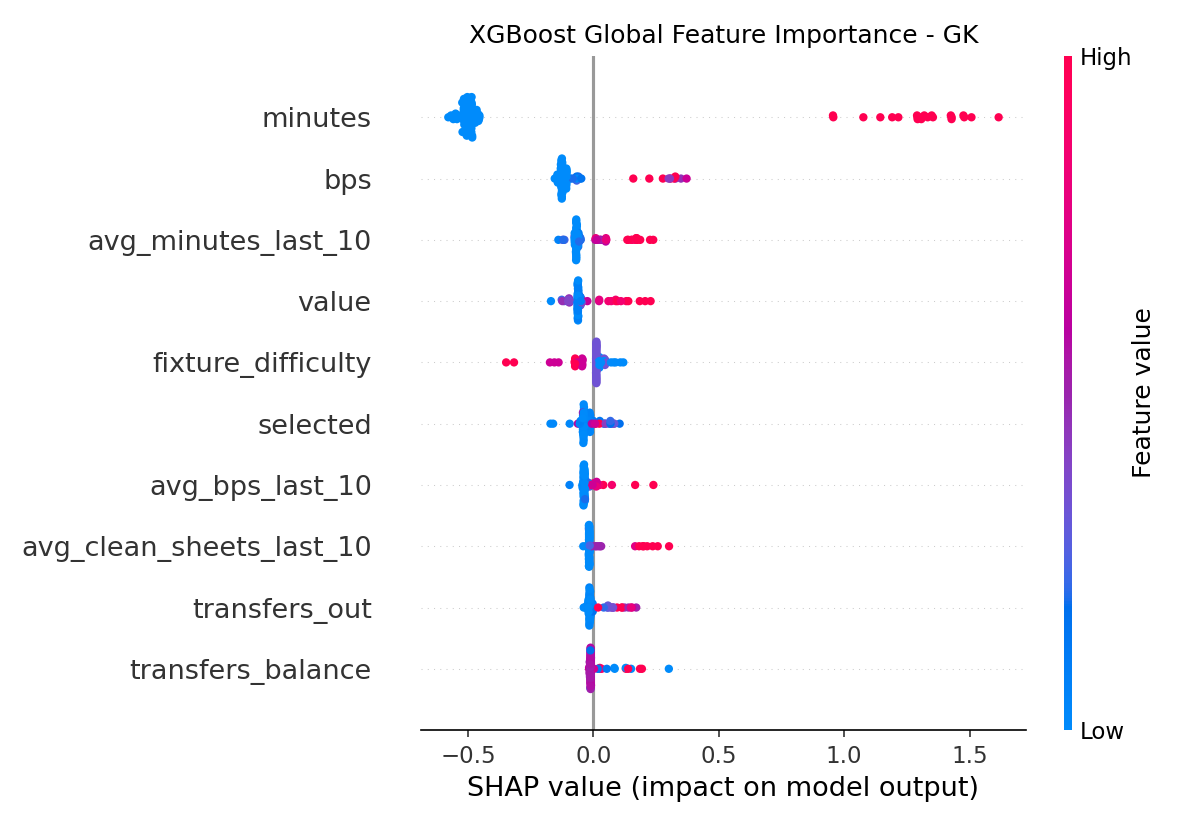 XGBoost Global Feature Importance - GK
High
minutes
bps
avg_minutes_last_10
value
fixture_difficulty
selected
avg_bps_last_10
avg_clean_sheets_last_10
transfers_out
transfers_balance
Feature value
Low
−0.5 0.0 0.5 1.0 1.5
SHAP value (impact on model output)